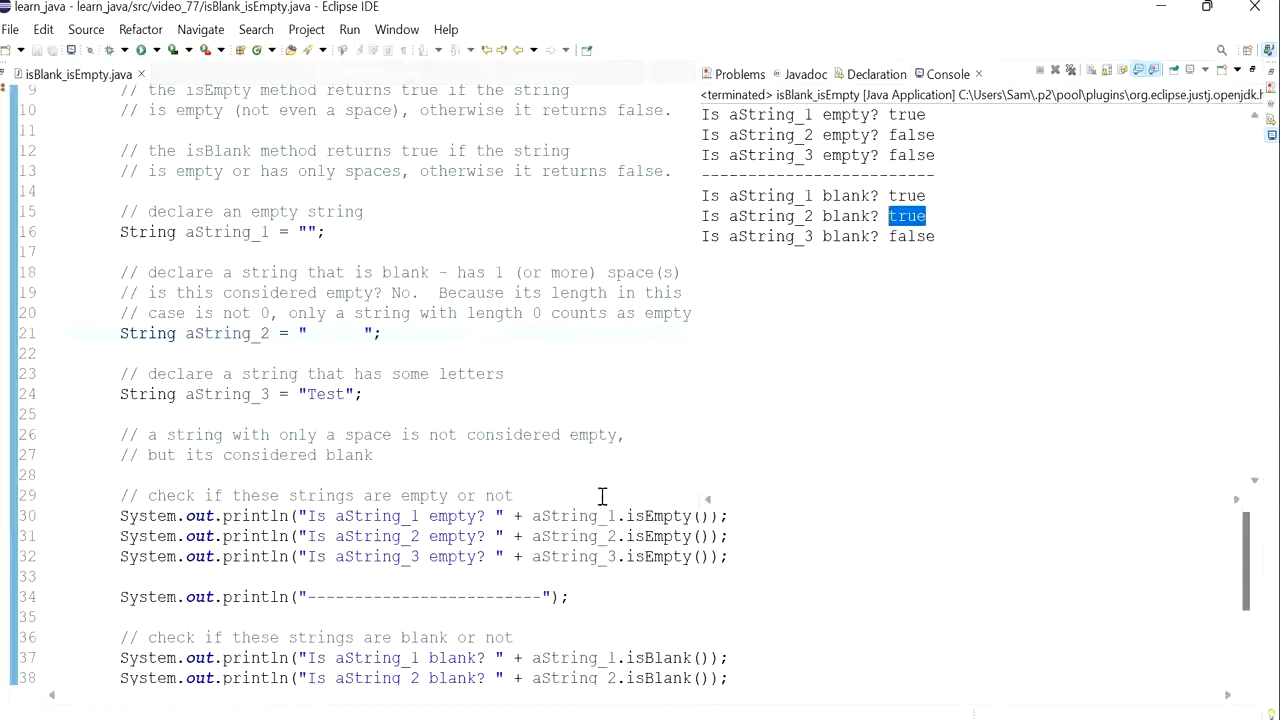 learn_java - learn_java/src/video_77/isBlank_isEmpty.java - Eclipse IDE
File Edit Source Refactor Navigate Search Project Run Window Help
isBlank_isEmpty.java
9 // the isEmpty method returns true if the string
10 // is empty (not even a space), otherwise it returns false.
11
12 // the isBlank method returns true if the string
13 // is empty or has only spaces, otherwise it returns false.
14
15 // declare an empty string
16 String aString_1 = "";
17
18 // declare a string that is blank - has 1 (or more) space(s)
19 // is this considered empty? No.  Because its length in this
20 // case is not 0, only a string with length 0 counts as empty
21 String aString_2 = "      ";
22
23 // declare a string that has some letters
24 String aString_3 = "Test";
25
26 // a string with only a space is not considered empty,
27 // but its considered blank
28
29 // check if these strings are empty or not
30 System.out.println("Is aString_1 empty? " + aString_1.isEmpty());
31 System.out.println("Is aString_2 empty? " + aString_2.isEmpty());
32 System.out.println("Is aString_3 empty? " + aString_3.isEmpty());
33
34 System.out.println("-------------------------");
35
36 // check if these strings are blank or not
37 System.out.println("Is aString_1 blank? " + aString_1.isBlank());
38 System.out.println("Is aString_2 blank? " + aString_2.isBlank());
Problems Javadoc Declaration Console
<terminated> isBlank_isEmpty [Java Application] C:\Users\Sam\.p2\pool\plugins\org.eclipse.justj.openjdk.
Is aString_1 empty? true
Is aString_2 empty? false
Is aString_3 empty? false
-------------------------
Is aString_1 blank? true
Is aString_2 blank? true
Is aString_3 blank? false